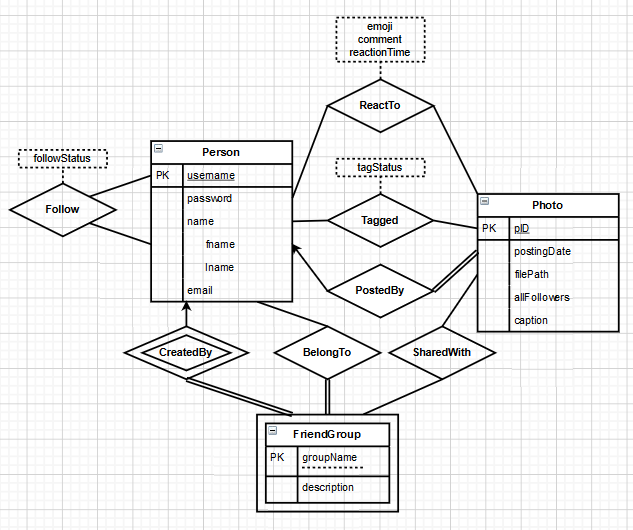 emoji
comment
reactionTime
ReactTo
followStatus
Follow
Person
PK username
password
name
fname
lname
email
tagStatus
Tagged
Photo
PK pID
postingDate
filePath
allFollowers
caption
PostedBy
CreatedBy
BelongTo
SharedWith
FriendGroup
PK groupName
description